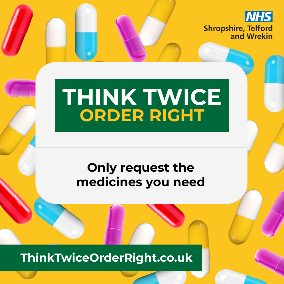 NHS
Shropshire, Telford
and Wrekin
THINK TWICE
ORDER RIGHT
Only request the
medicines you need
ThinkTwiceOrderRight.co.uk